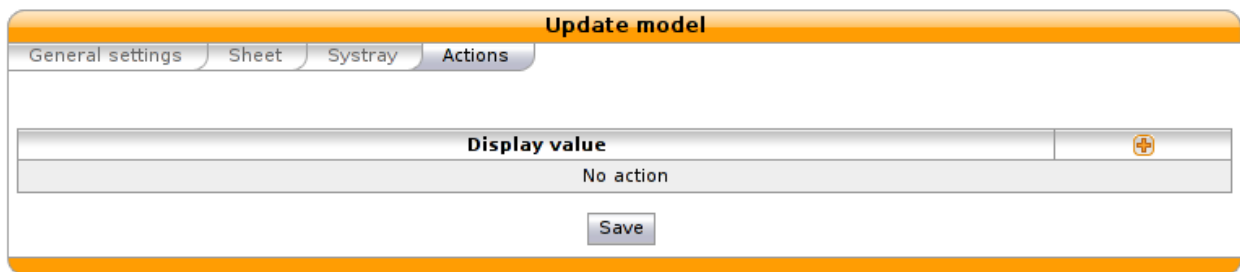 Update model
General settings Sheet Systray Actions
Display value
No action
Save